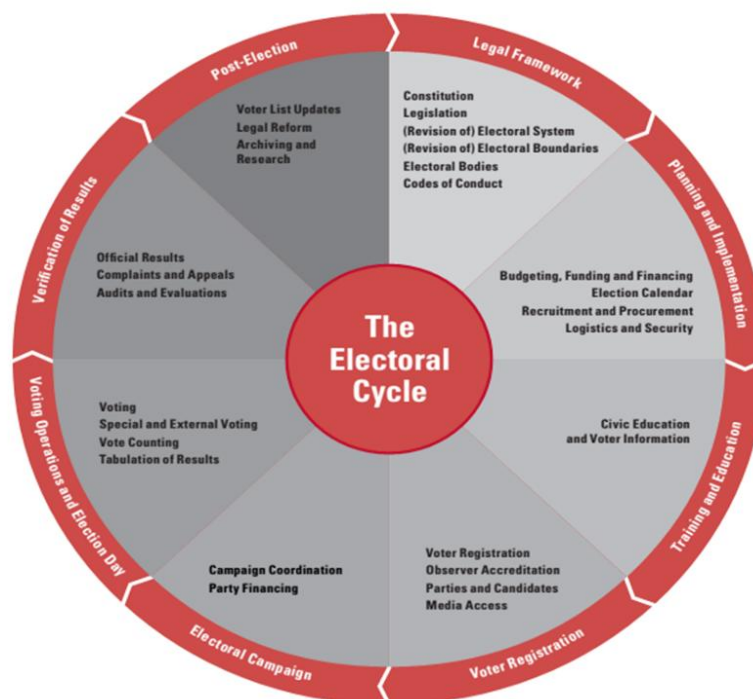 Post-Election
Voter List Updates
Legal Reform
Archiving and
Research
Legal Framework
Constitution
Legislation
(Revision of) Electoral System
(Revision of) Electoral Boundaries
Electoral Bodies
Codes of Conduct
Planning and Implementation
Budgeting, Funding and Financing
Election Calendar
Recruitment and Procurement
Logistics and Security
Training and Education
Civic Education
and Voter Information
Voter Registration
Voter Registration
Observer Accreditation
Parties and Candidates
Media Access
Electoral Campaign
Campaign Coordination
Party Financing
Voting Operations and Election Day
Voting
Special and External Voting
Vote Counting
Tabulation of Results
Verification of Results
Official Results
Complaints and Appeals
Audits and Evaluations
The
Electoral
Cycle